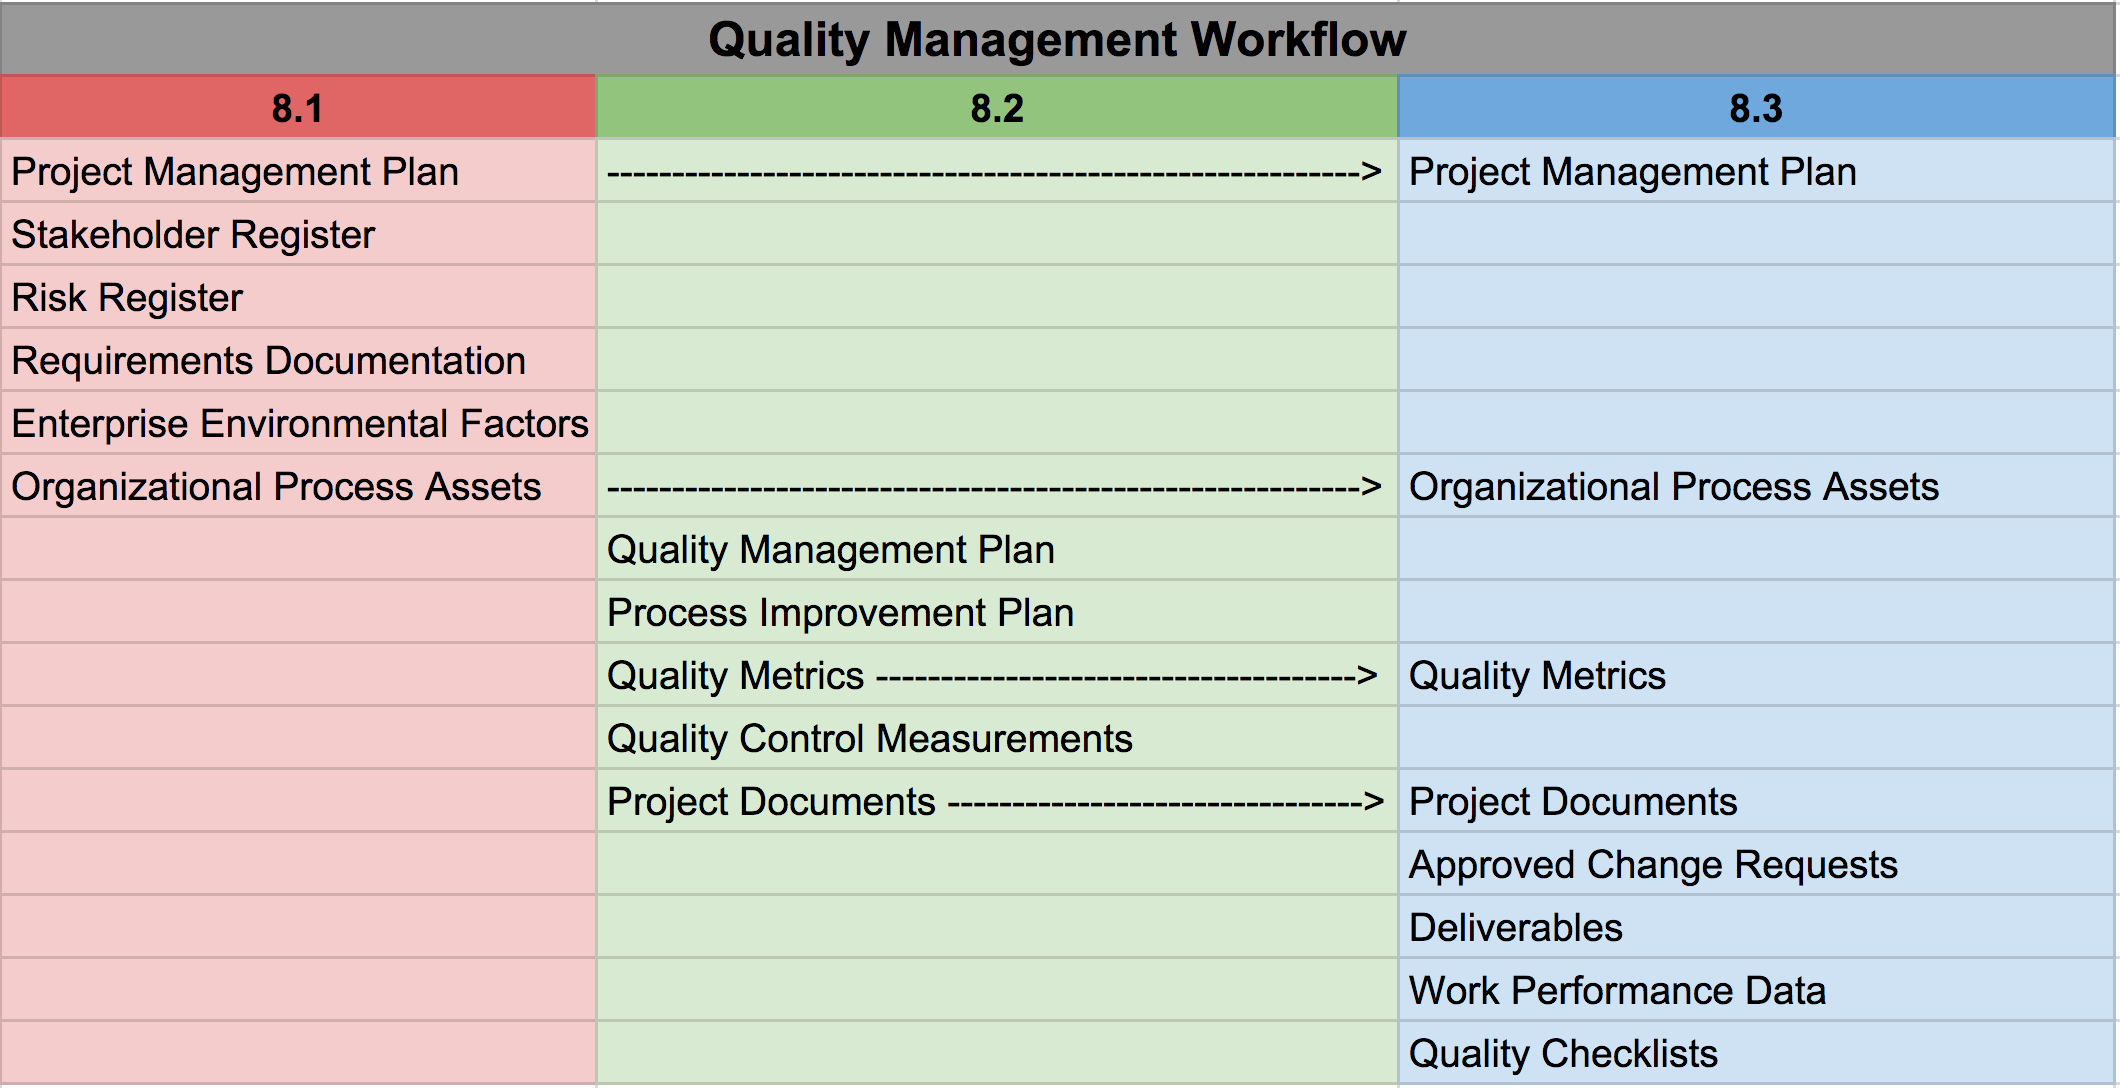 Quality Management Workflow
8.1 8.2 8.3
Project Management Plan ----------------------------------------------------------> Project Management Plan
Stakeholder Register
Risk Register
Requirements Documentation
Enterprise Environmental Factors
Organizational Process Assets ----------------------------------------------------------> Organizational Process Assets
Quality Management Plan
Process Improvement Plan
Quality Metrics -------------------------------------> Quality Metrics
Quality Control Measurements
Project Documents --------------------------------> Project Documents
Approved Change Requests
Deliverables
Work Performance Data
Quality Checklists